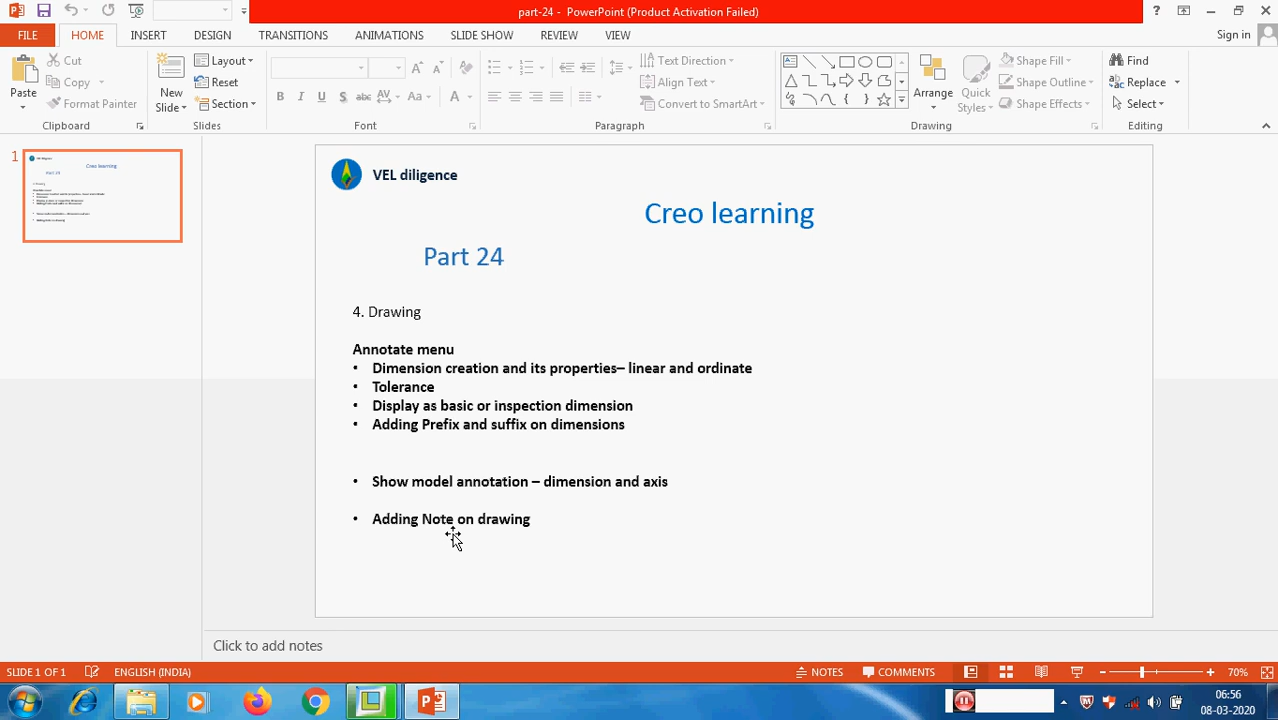 part-24 - PowerPoint (Product Activation Failed)
FILE HOME INSERT DESIGN TRANSITIONS ANIMATIONS SLIDE SHOW REVIEW VIEW Sign in
Paste
Cut
Copy
Format Painter
Clipboard
New Slide
Layout
Reset
Section
Slides
Font
Text Direction
Align Text
Convert to SmartArt
Paragraph
Arrange
Quick Styles
Shape Fill
Shape Outline
Shape Effects
Drawing
Find
Replace
Select
Editing
1
VEL diligence
Creo learning
Part 24
4. Drawing
Annotate menu
• Dimension creation and its properties– linear and ordinate
• Tolerance
• Display as basic or inspection dimension
• Adding Prefix and suffix on dimensions
• Show model annotation – dimension and axis
• Adding Note on drawing
Click to add notes
SLIDE 1 OF 1 ENGLISH (INDIA) NOTES COMMENTS 70%
06:56
08-03-2020